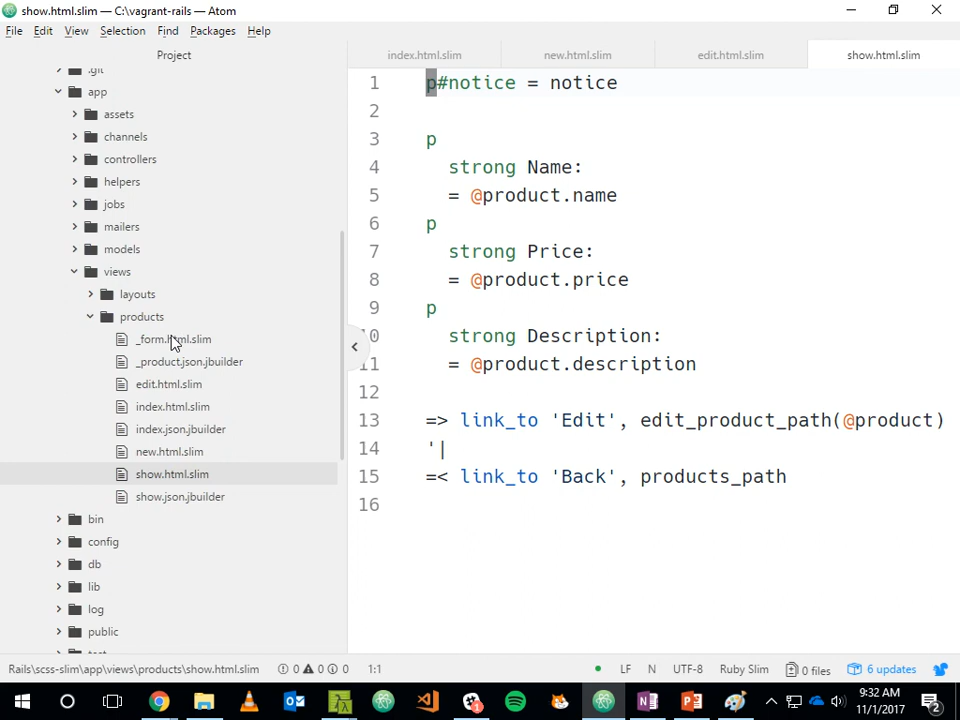 show.html.slim — C:\vagrant-rails — Atom
File Edit View Selection Find Packages Help
Project
index.html.slim new.html.slim edit.html.slim show.html.slim
.git
app
assets
channels
controllers
helpers
jobs
mailers
models
views
layouts
products
_form.html.slim
_product.json.jbuilder
edit.html.slim
index.html.slim
index.json.jbuilder
new.html.slim
show.html.slim
show.json.jbuilder
bin
config
db
lib
log
public
test
1 p#notice = notice
2
3 p
4 strong Name:
5 = @product.name
6 p
7 strong Price:
8 = @product.price
9 p
10 strong Description:
11 = @product.description
12
13 => link_to 'Edit', edit_product_path(@product)
14 '|
15 =< link_to 'Back', products_path
16
Rails\scss-slim\app\views\products\show.html.slim 0 0 0 1:1 LF N UTF-8 Ruby Slim 0 files 6 updates
9:32 AM
11/1/2017
2